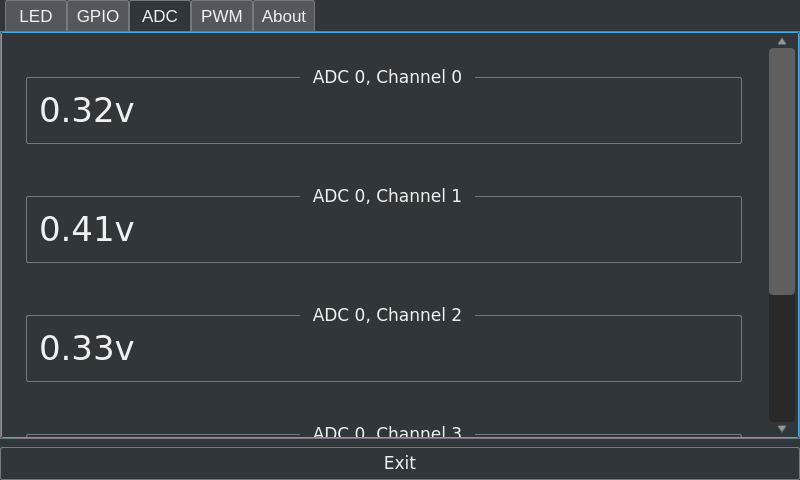 LED GPIO ADC PWM About
ADC 0, Channel 0
0.32v
ADC 0, Channel 1
0.41v
ADC 0, Channel 2
0.33v
ADC 0, Channel 3
Exit